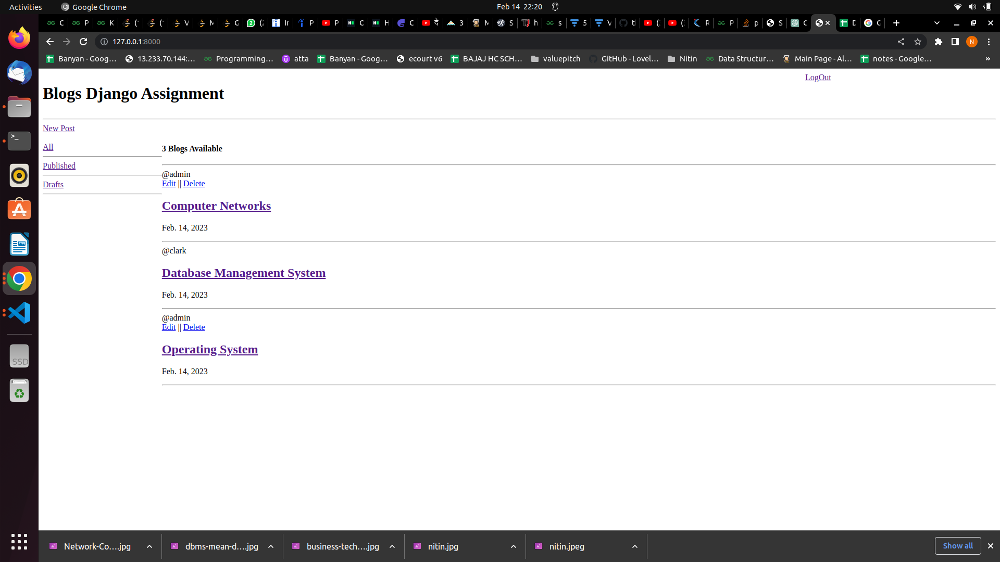 Activities
Google Chrome
Feb 14 22:20
127.0.0.1:8000
N
Banyan - Goog…
13.233.70.144:…
Programming…
atta
Banyan - Goog…
ecourt v6
BAJAJ HC SCH…
valuepitch
GitHub - Lovel…
Nitin
Data Structur…
Main Page - Al…
notes - Google…
»
LogOut
Blogs Django Assignment
New Post
All
Published
Drafts
3 Blogs Available
@admin
Edit || Delete
Computer Networks
Feb. 14, 2023
@clark
Database Management System
Feb. 14, 2023
@admin
Edit || Delete
Operating System
Feb. 14, 2023
SSD
Network-Co….jpg
dbms-mean-d….jpg
business-tech….jpg
nitin.jpg
nitin.jpeg
Show all